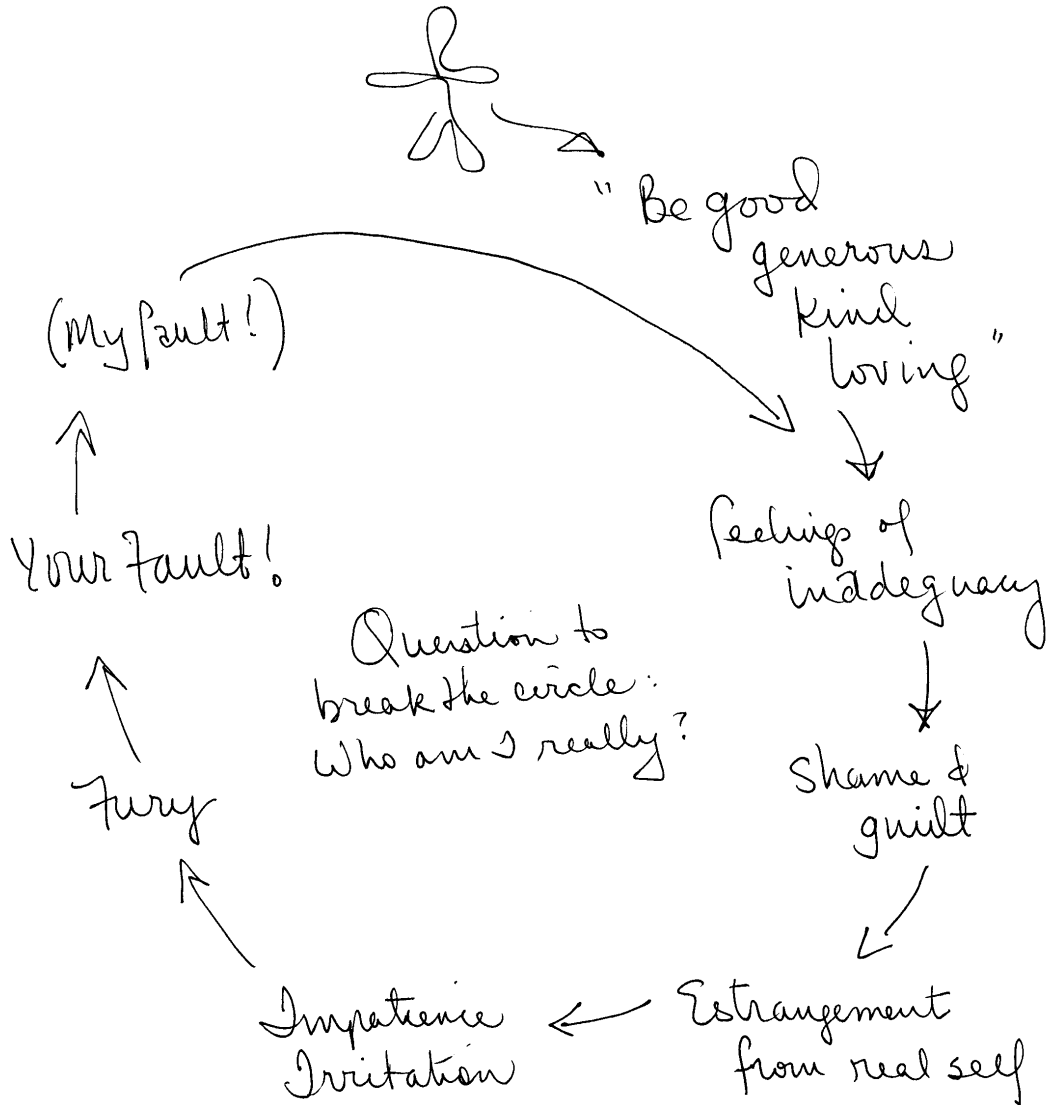 "Be good
generous
kind
loving"
feelings of
inadequacy
Shame &
guilt
Estrangement
from real self
Impatience
Irritation
Fury
Your Fault!
(My fault!)
Question to
break the circle:
Who am I really?